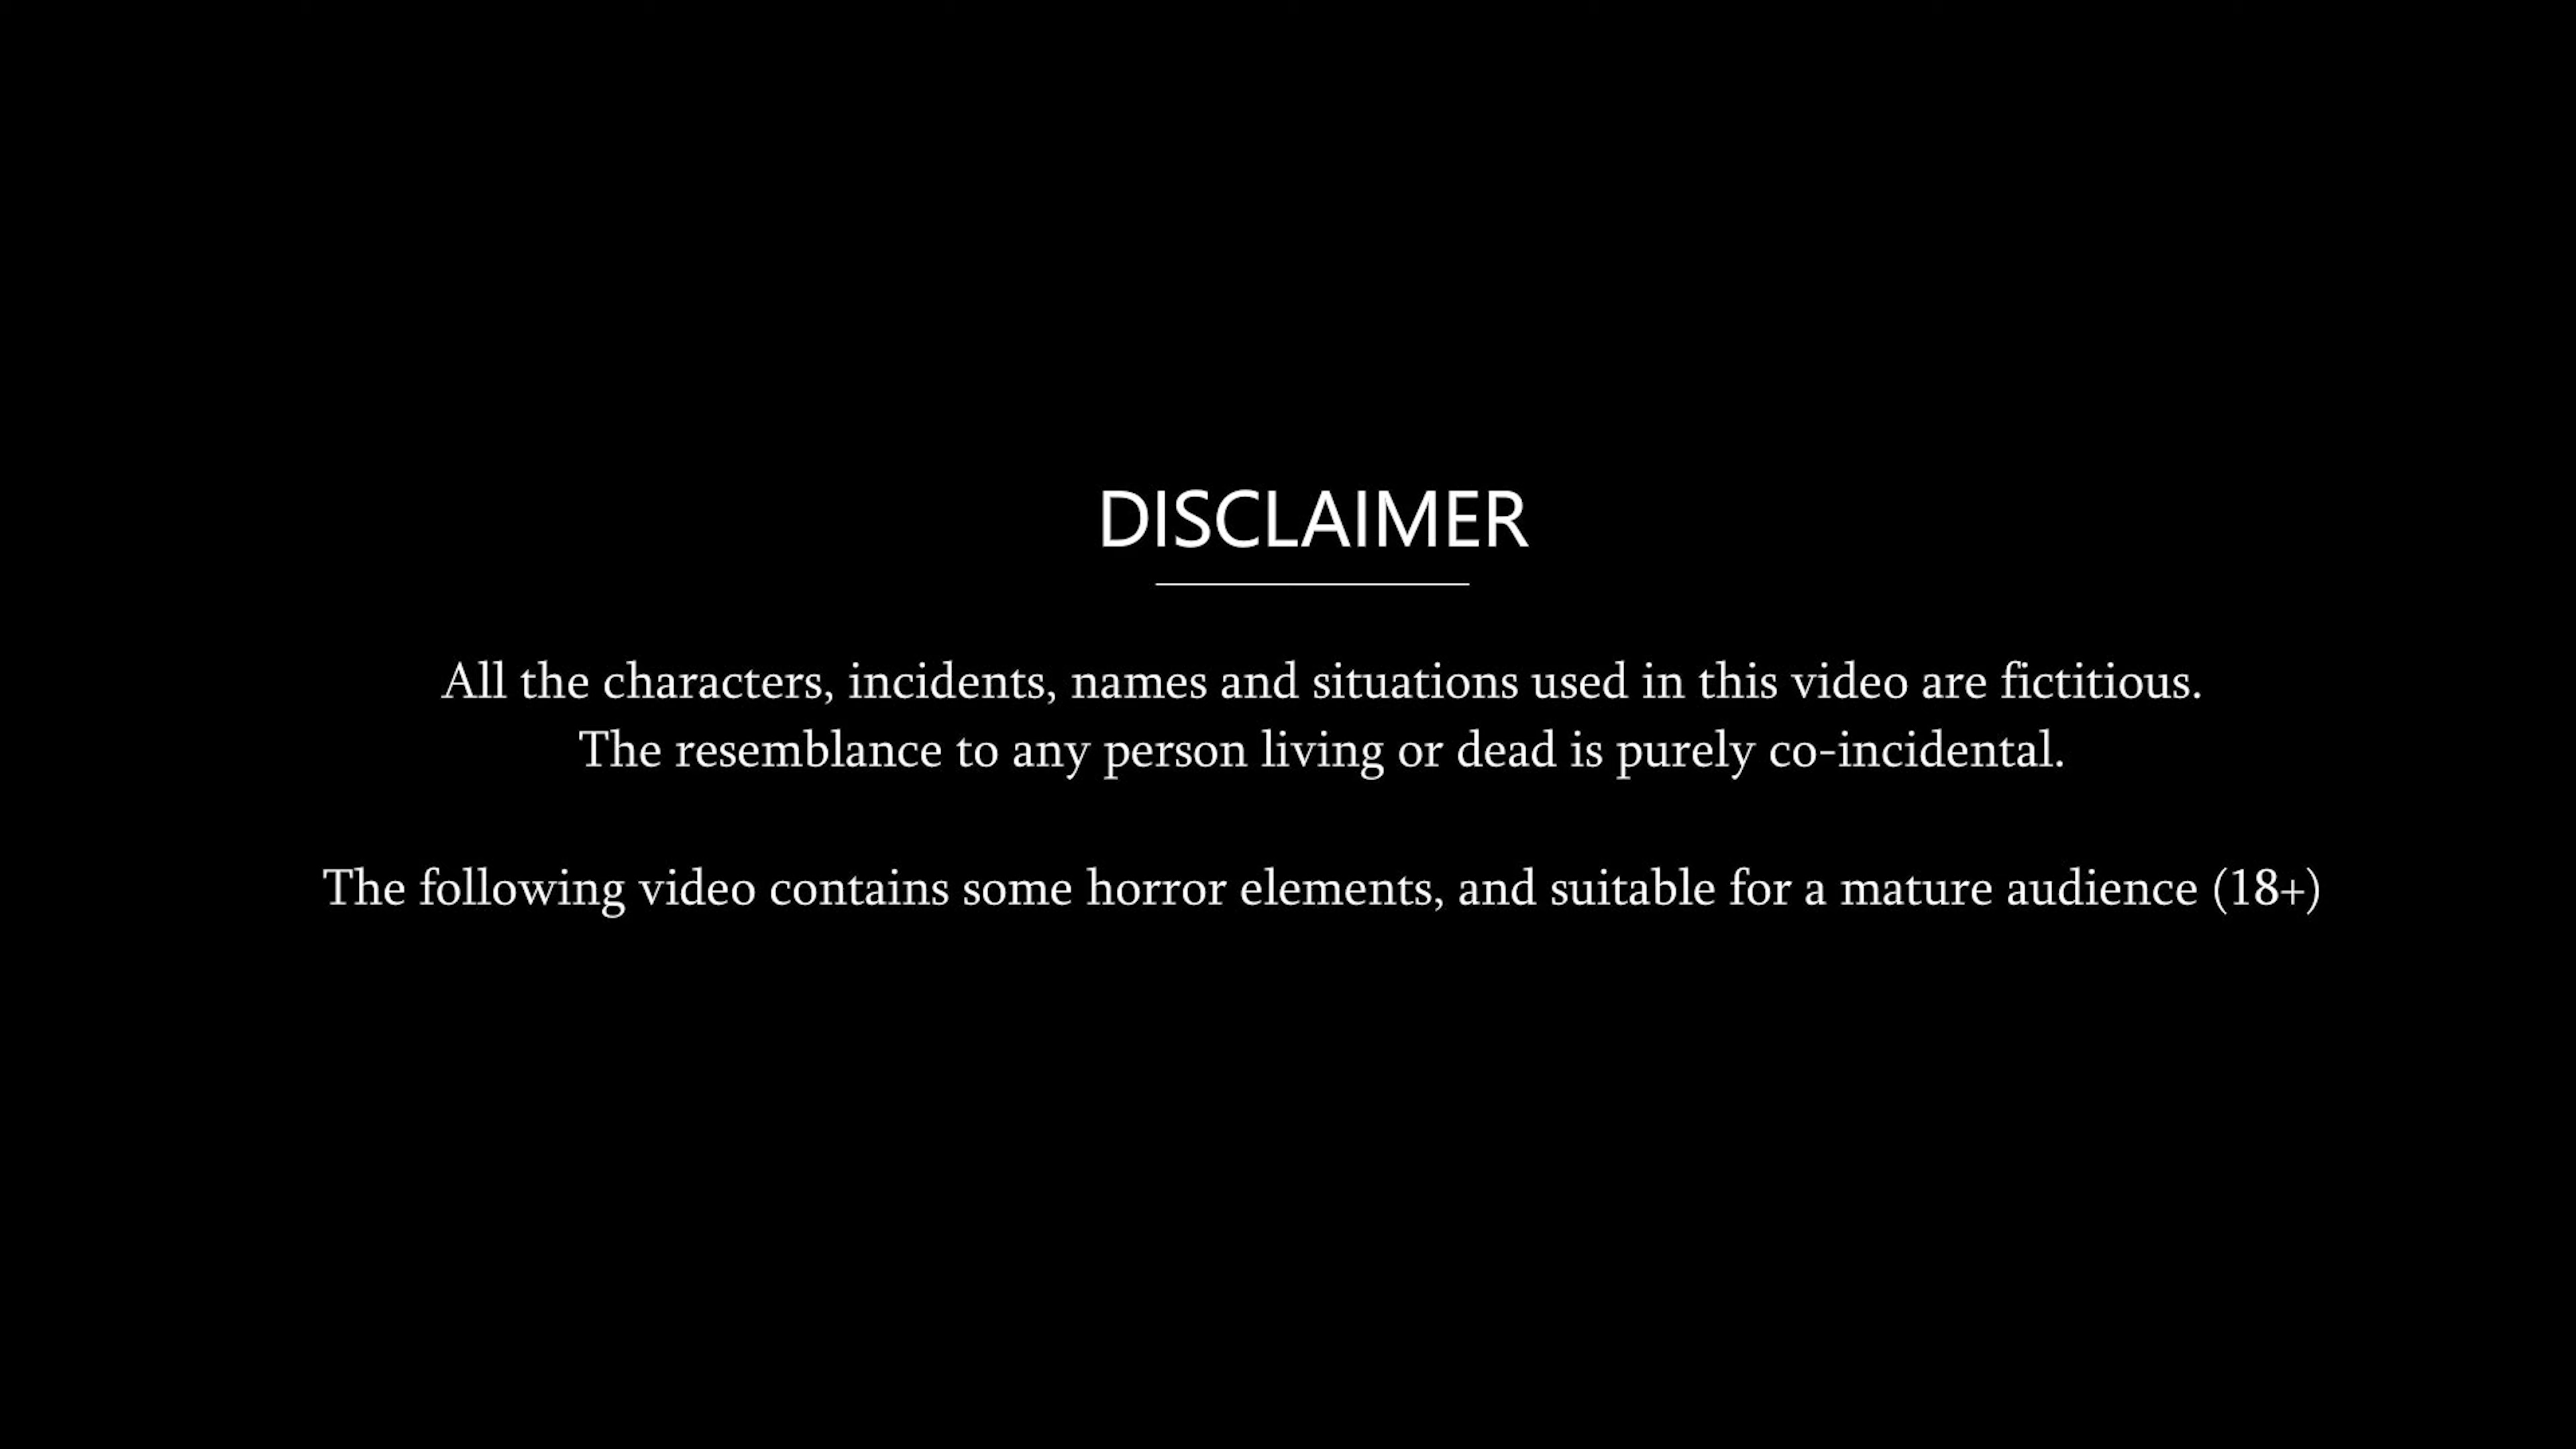 DISCLAIMER
All the characters, incidents, names and situations used in this video are fictitious.
The resemblance to any person living or dead is purely co-incidental.
The following video contains some horror elements, and suitable for a mature audience (18+)